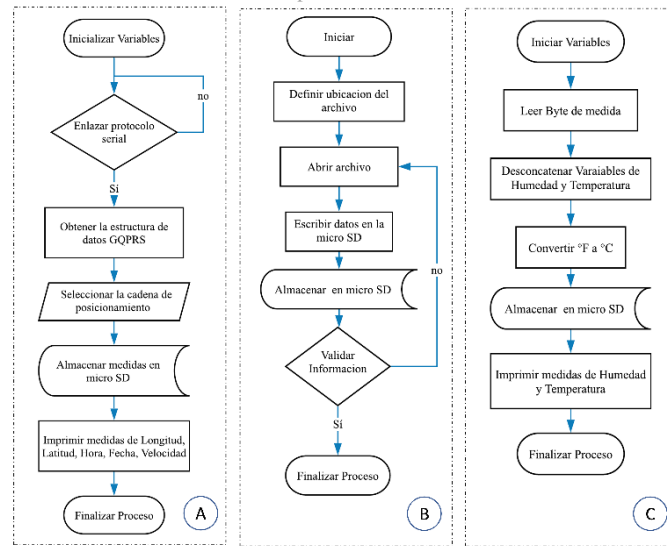 Inicializar Variables
no
Enlazar protocolo
serial
Sí
Obtener la estructura de
datos GQPRS
Seleccionar la cadena de
posicionamiento
Almacenar medidas en
micro SD
Imprimir medidas de Longitud,
Latitud, Hora, Fecha, Velocidad
Finalizar Proceso
A
Iniciar
Definir ubicacion del
archivo
Abrir archivo
Escribir datos en la
micro SD
no
Almacenar en micro SD
Validar
Informacion
Sí
Finalizar Proceso
B
Iniciar Variables
Leer Byte de medida
Desconcatenar Varaiables de
Humedad y Temperatura
Convertir °F a °C
Almacenar en micro SD
Imprimir medidas de Humedad
y Temperatura
Finalizar Proceso
C